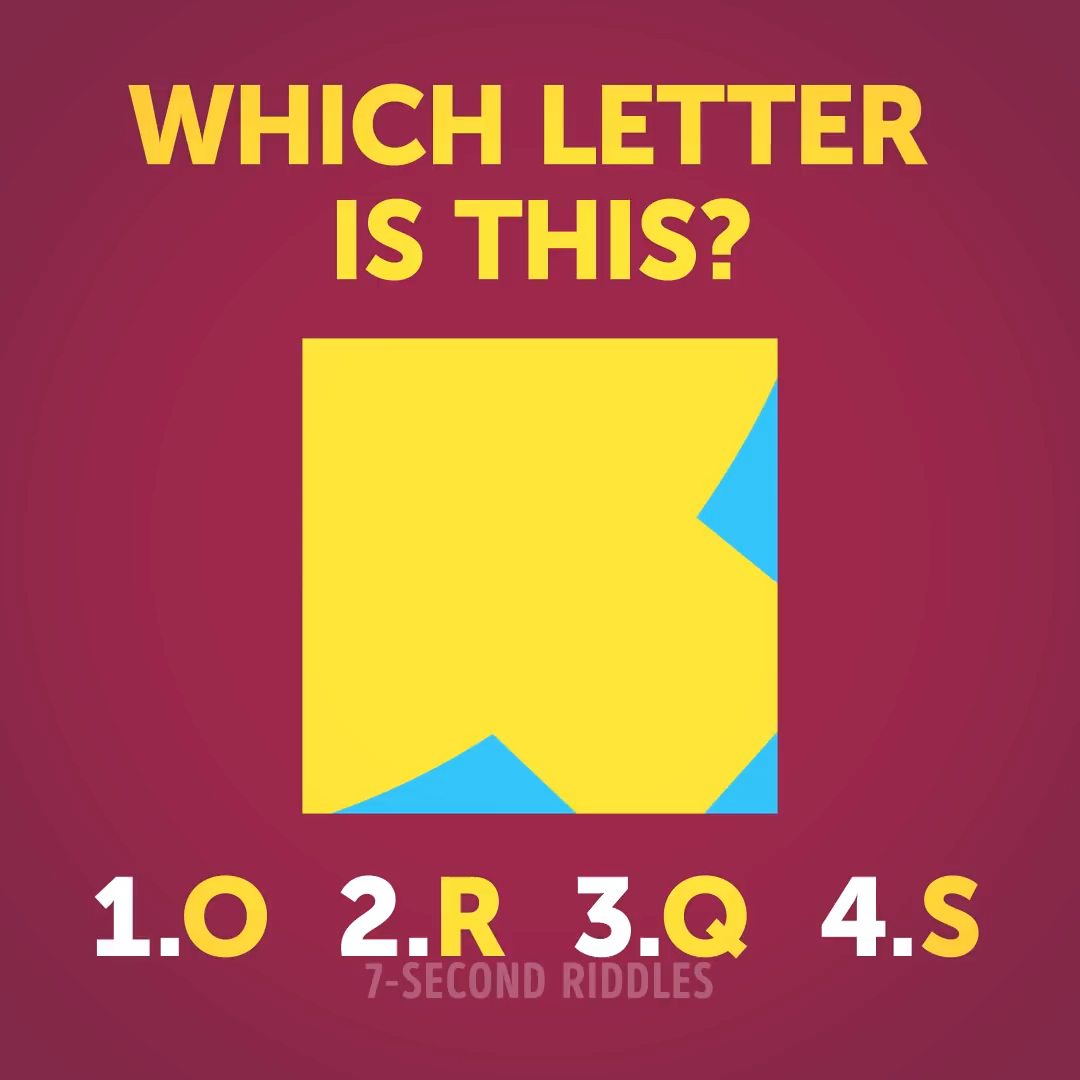 WHICH LETTER
IS THIS?
1.O 2.R 3.Q 4.S
7-SECOND RIDDLES